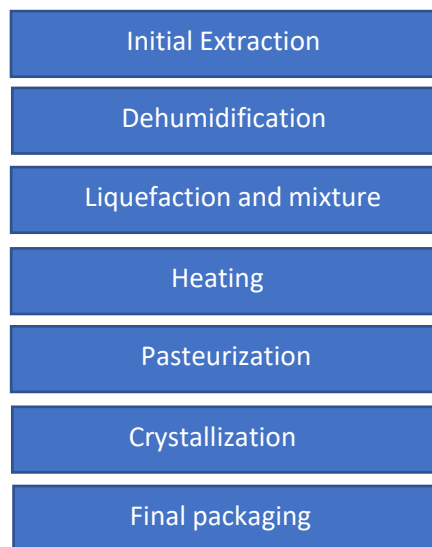 Initial Extraction
Dehumidification
Liquefaction and mixture
Heating
Pasteurization
Crystallization
Final packaging